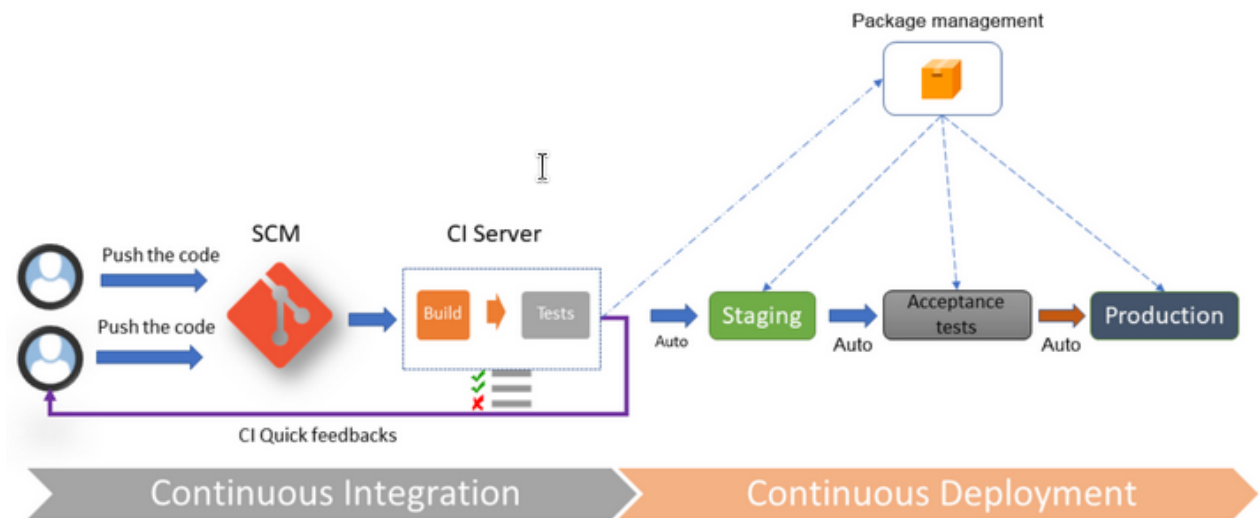 Package management
SCM
CI Server
Push the code
Push the code
Build
Tests
Staging
Acceptance
tests
Production
Auto
Auto
Auto
CI Quick feedbacks
Continuous Integration
Continuous Deployment